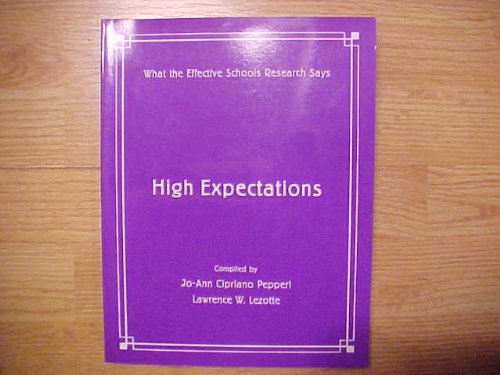 What the Effective Schools Research Says
High Expectations
Compiled by
Jo-Ann Cipriano Pepperl
Lawrence W. Lezotte